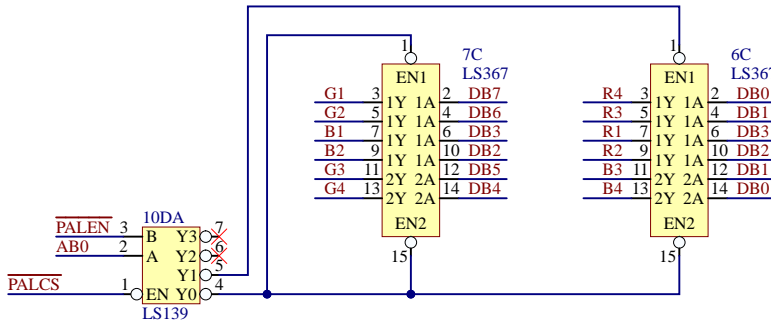 7C
LS367
1
EN1
G1 3 1Y 1A 2 DB7
G2 5 1Y 1A 4 DB6
B1 7 1Y 1A 6 DB3
B2 9 1Y 1A 10 DB2
G3 11 2Y 2A 12 DB5
G4 13 2Y 2A 14 DB4
EN2
15
6C
LS367
1
EN1
R4 3 1Y 1A 2 DB0
R3 5 1Y 1A 4 DB1
R1 7 1Y 1A 6 DB3
R2 9 1Y 1A 10 DB2
B3 11 2Y 2A 12 DB1
B4 13 2Y 2A 14 DB0
EN2
15
10DA
PALEN 3 B Y3 7
AB0 2 A Y2 6
Y1 5
PALCS 1 EN Y0 4
LS139